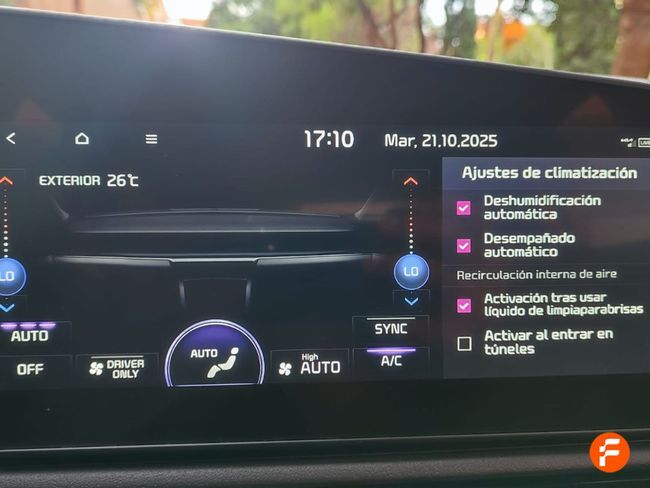 17:10
Mar, 21.10.2025
LIVE
EXTERIOR 26°C
LO
LO
AUTO
SYNC
OFF
DRIVER
ONLY
AUTO
High
AUTO
A/C
Ajustes de climatización
Deshumidificación
automática
Desempañado
automático
Recirculación interna de aire
Activación tras usar
líquido de limpiaparabrisas
Activar al entrar en
túneles